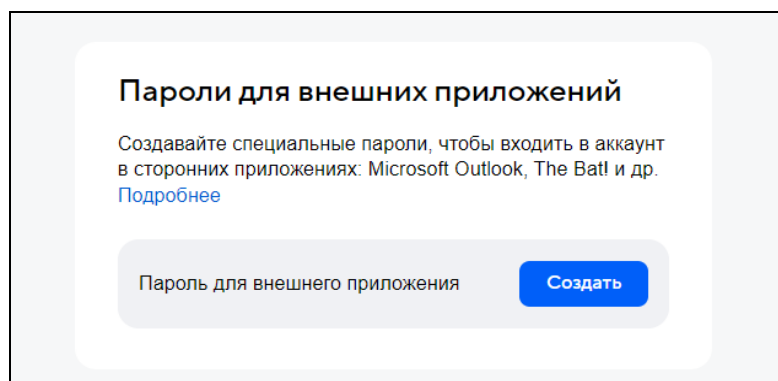 Пароли для внешних приложений
Создавайте специальные пароли, чтобы входить в аккаунт
в сторонних приложениях: Microsoft Outlook, The Bat! и др.
Подробнее
Пароль для внешнего приложения
Создать